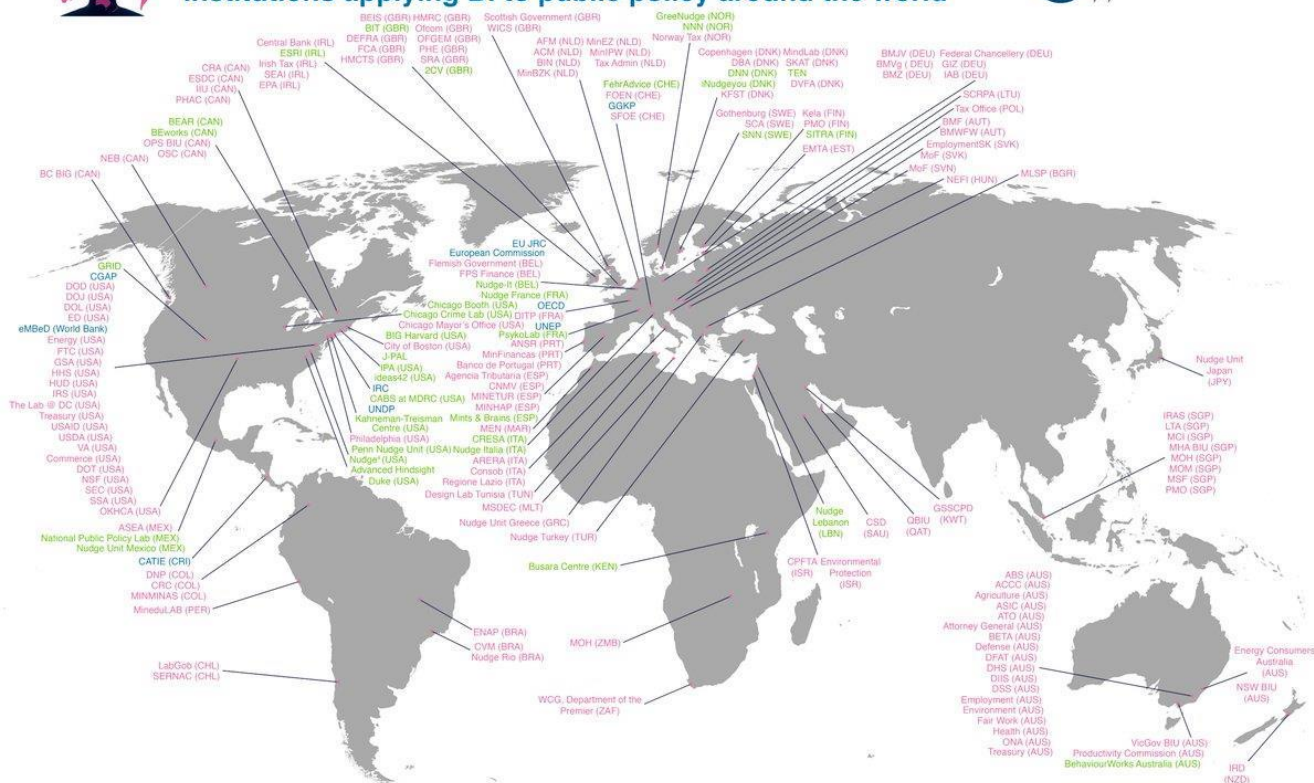 Institutions applying BI to public policy around the world
BEIS (GBR) HMRC (GBR)
BIT (GBR) Ofcom (GBR)
DEFRA (GBR) OFGEM (GBR)
FCA (GBR) PHE (GBR)
HMCTS (GBR) SRA (GBR)
2CV (GBR)
Scottish Government (GBR)
WICS (GBR)
GreeNudge (NOR)
NNN (NOR)
Norway Tax (NOR)
Central Bank (IRL)
ESRI (IRL)
Irish Tax (IRL)
SEAI (IRL)
EPA (IRL)
AFM (NLD) MinEZ (NLD)
ACM (NLD) MinIPW (NLD)
BIN (NLD) Tax Admin (NLD)
MinBZK (NLD)
Copenhagen (DNK) MindLab (DNK)
DBA (DNK) SKAT (DNK)
DNN (DNK) TEN
iNudgeyou (DNK) DVFA (DNK)
KFST (DNK)
BMJV (DEU) Federal Chancellery (DEU)
BMVg ( DEU) GIZ (DEU)
BMZ (DEU) IAB (DEU)
CRA (CAN)
ESDC (CAN)
IIU (CAN)
PHAC (CAN)
FehrAdvice (CHE)
FOEN (CHE)
GGKP
SFOE (CHE)
Gothenburg (SWE) Kela (FIN)
SCA (SWE) PMO (FIN)
SNN (SWE) SITRA (FIN)
EMTA (EST)
SCRPA (LTU)
Tax Office (POL)
BMF (AUT)
BMWFW (AUT)
EmploymentSK (SVK)
MoF (SVK)
MoF (SVN)
NEFI (HUN)
MLSP (BGR)
BEAR (CAN)
BEworks (CAN)
OPS BIU (CAN)
OSC (CAN)
NEB (CAN)
BC BIG (CAN)
GRID
CGAP
DOD (USA)
DOJ (USA)
DOL (USA)
ED (USA)
eMBeD (World Bank)
Energy (USA)
FTC (USA)
GSA (USA)
HHS (USA)
HUD (USA)
IRS (USA)
The Lab @ DC (USA)
Treasury (USA)
USAID (USA)
USDA (USA)
VA (USA)
Commerce (USA)
DOT (USA)
NSF (USA)
SEC (USA)
SSA (USA)
OKHCA (USA)
ASEA (MEX)
National Public Policy Lab (MEX)
Nudge Unit Mexico (MEX)
CATIE (CRI)
DNP (COL)
CRC (COL)
MINMINAS (COL)
MineduLAB (PER)
LabGob (CHL)
SERNAC (CHL)
EU JRC
European Commission
Flemish Government (BEL)
FPS Finance (BEL)
Nudge-It (BEL)
Nudge France (FRA)
OECD
DITP (FRA)
UNEP
PsykoLab (FRA)
ANSR (PRT)
MinFinancas (PRT)
Banco de Portugal (PRT)
Agencia Tributaria (ESP)
CNMV (ESP)
MINETUR (ESP)
MINHAP (ESP)
Mints & Brains (ESP)
MEN (MAR)
CRESA (ITA)
Nudge Italia (ITA)
ARERA (ITA)
Consob (ITA)
Regione Lazio (ITA)
Design Lab Tunisia (TUN)
MSDEC (MLT)
Nudge Unit Greece (GRC)
Nudge Turkey (TUR)
Chicago Booth (USA)
Chicago Crime Lab (USA)
Chicago Mayor's Office (USA)
BIG Harvard (USA)
City of Boston (USA)
J-PAL
IPA (USA)
ideas42 (USA)
IRC
CABS at MDRC (USA)
UNDP
Kahneman-Treisman
Centre (USA)
Philadelphia (USA)
Penn Nudge Unit (USA)
Nudge⁴ (USA)
Advanced Hindsight
Duke (USA)
ENAP (BRA)
CVM (BRA)
Nudge Rio (BRA)
Busara Centre (KEN)
MOH (ZMB)
WCG, Department of the
Premier (ZAF)
Nudge
Lebanon
(LBN)
CPFTA
(ISR)
Environmental
Protection
(ISR)
CSD
(SAU)
QBIU
(QAT)
GSSCPD
(KWT)
Nudge Unit
Japan
(JPY)
IRAS (SGP)
LTA (SGP)
MCI (SGP)
MHA BIU (SGP)
MOH (SGP)
MOM (SGP)
MSF (SGP)
PMO (SGP)
ABS (AUS)
ACCC (AUS)
Agriculture (AUS)
ASIC (AUS)
ATO (AUS)
Attorney General (AUS)
BETA (AUS)
Defense (AUS)
DFAT (AUS)
DHS (AUS)
DIIS (AUS)
DSS (AUS)
Employment (AUS)
Environment (AUS)
Fair Work (AUS)
Health (AUS)
ONA (AUS)
Treasury (AUS)
Energy Consumers
Australia
(AUS)
NSW BIU
(AUS)
VicGov BIU (AUS)
Productivity Commission (AUS)
BehaviourWorks Australia (AUS)
IRD
(NZD)